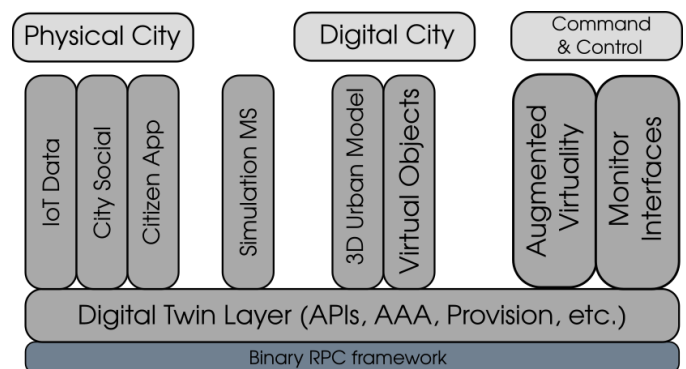 Physical City
Digital City
Command
& Control
IoT Data
City Social
Citizen App
Simulation MS
3D Urban Model
Virtual Objects
Augmented
Virtuality
Monitor
Interfaces
Digital Twin Layer (APIs, AAA, Provision, etc.)
Binary RPC framework